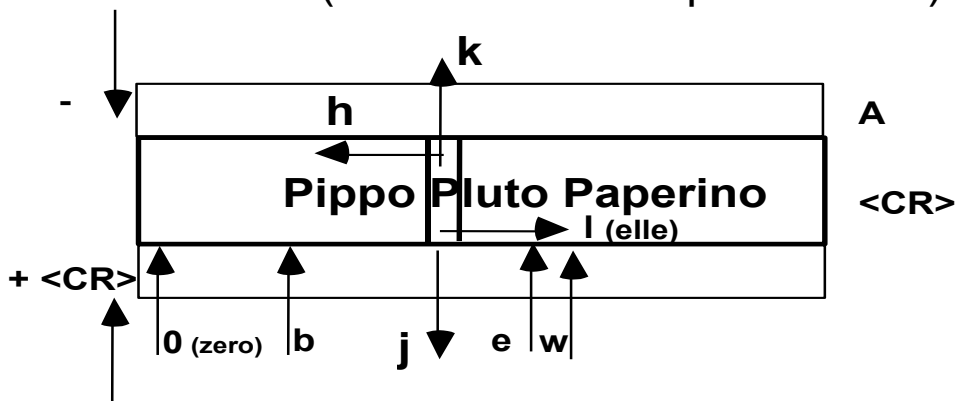 k
- h A
Pippo Pluto Paperino <CR>
l (elle)
+ <CR>
0 (zero) b j e w